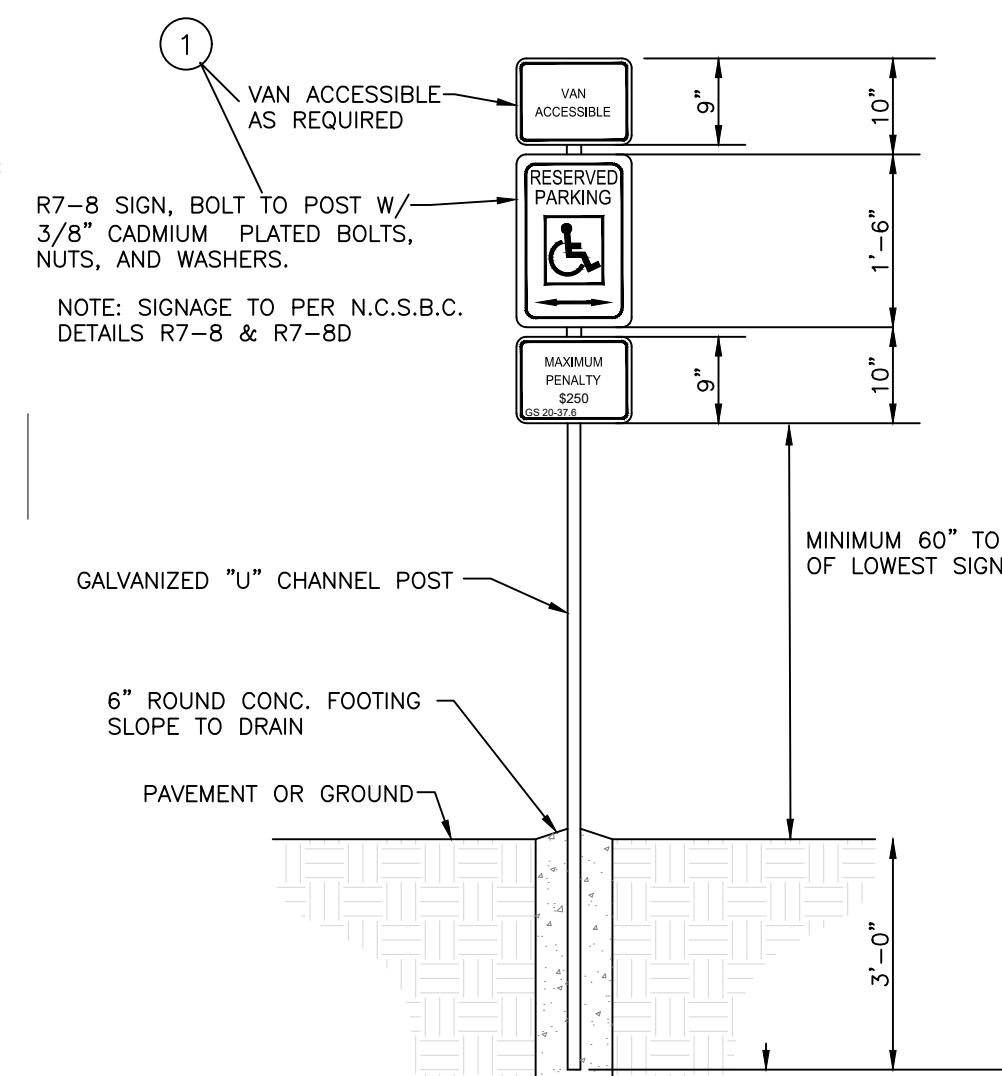 1
VAN ACCESSIBLE
AS REQUIRED
R7-8 SIGN, BOLT TO POST W/
3/8" CADMIUM PLATED BOLTS,
NUTS, AND WASHERS.
NOTE: SIGNAGE TO PER N.C.S.B.C.
DETAILS R7-8 & R7-8D
VAN
ACCESSIBLE
RESERVED
PARKING
MAXIMUM
PENALTY
$250
GS 20-37.6
9"
10"
1'-6"
9"
10"
MINIMUM 60" TO
OF LOWEST SIGN
GALVANIZED "U" CHANNEL POST
6" ROUND CONC. FOOTING
SLOPE TO DRAIN
PAVEMENT OR GROUND
3'-0"